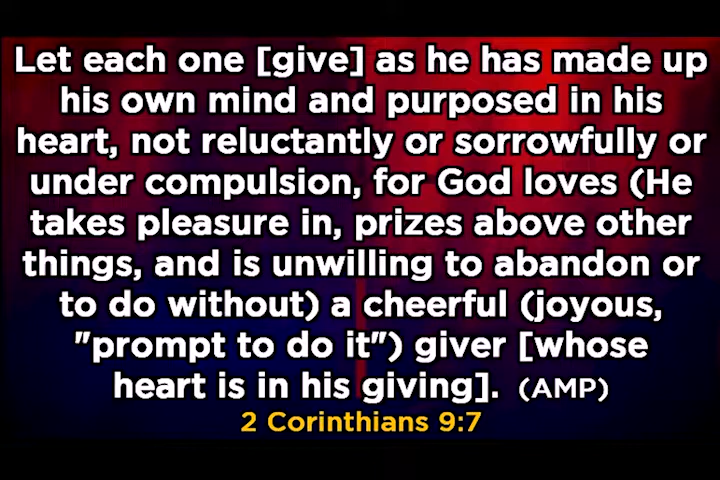 Let each one [give] as he has made up
his own mind and purposed in his
heart, not reluctantly or sorrowfully or
under compulsion, for God loves (He
takes pleasure in, prizes above other
things, and is unwilling to abandon or
to do without) a cheerful (joyous,
"prompt to do it") giver [whose
heart is in his giving]. (AMP)
2 Corinthians 9:7